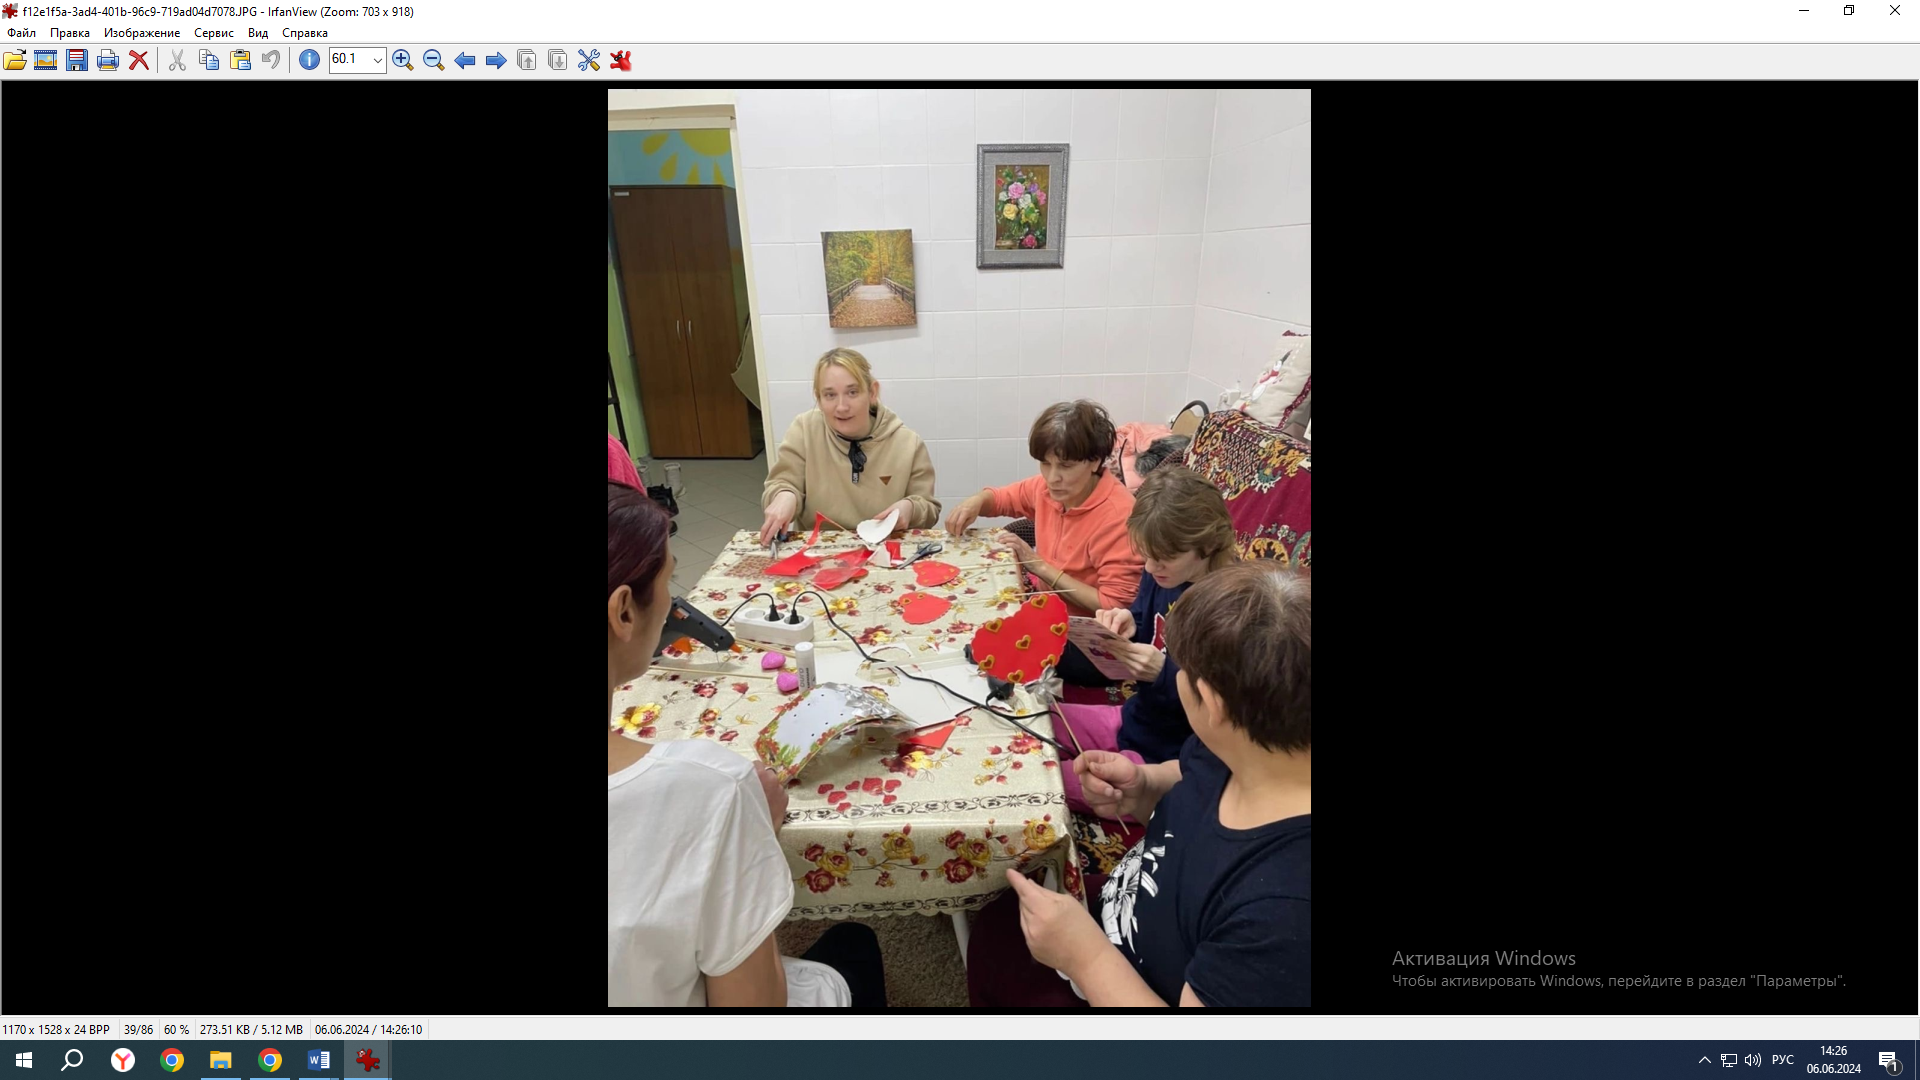 f12e1f5a-3ad4-401b-96c9-719ad04d7078.JPG - IrfanView (Zoom: 703 x 918)
Файл Правка Изображение Сервис Вид Справка
60.1
Активация Windows
Чтобы активировать Windows, перейдите в раздел "Параметры".
1170 x 1528 x 24 BPP 39/86 60 % 273.51 KB / 5.12 MB 06.06.2024 / 14:26:10
РУС
14:26
06.06.2024
1